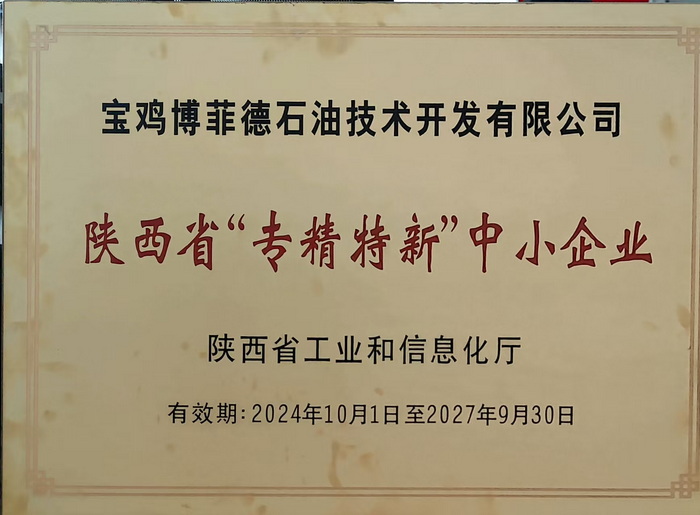 宝鸡博菲德石油技术开发有限公司
陕西省“专精特新”中小企业
陕西省工业和信息化厅
有效期:2024年10月1日至2027年9月30日